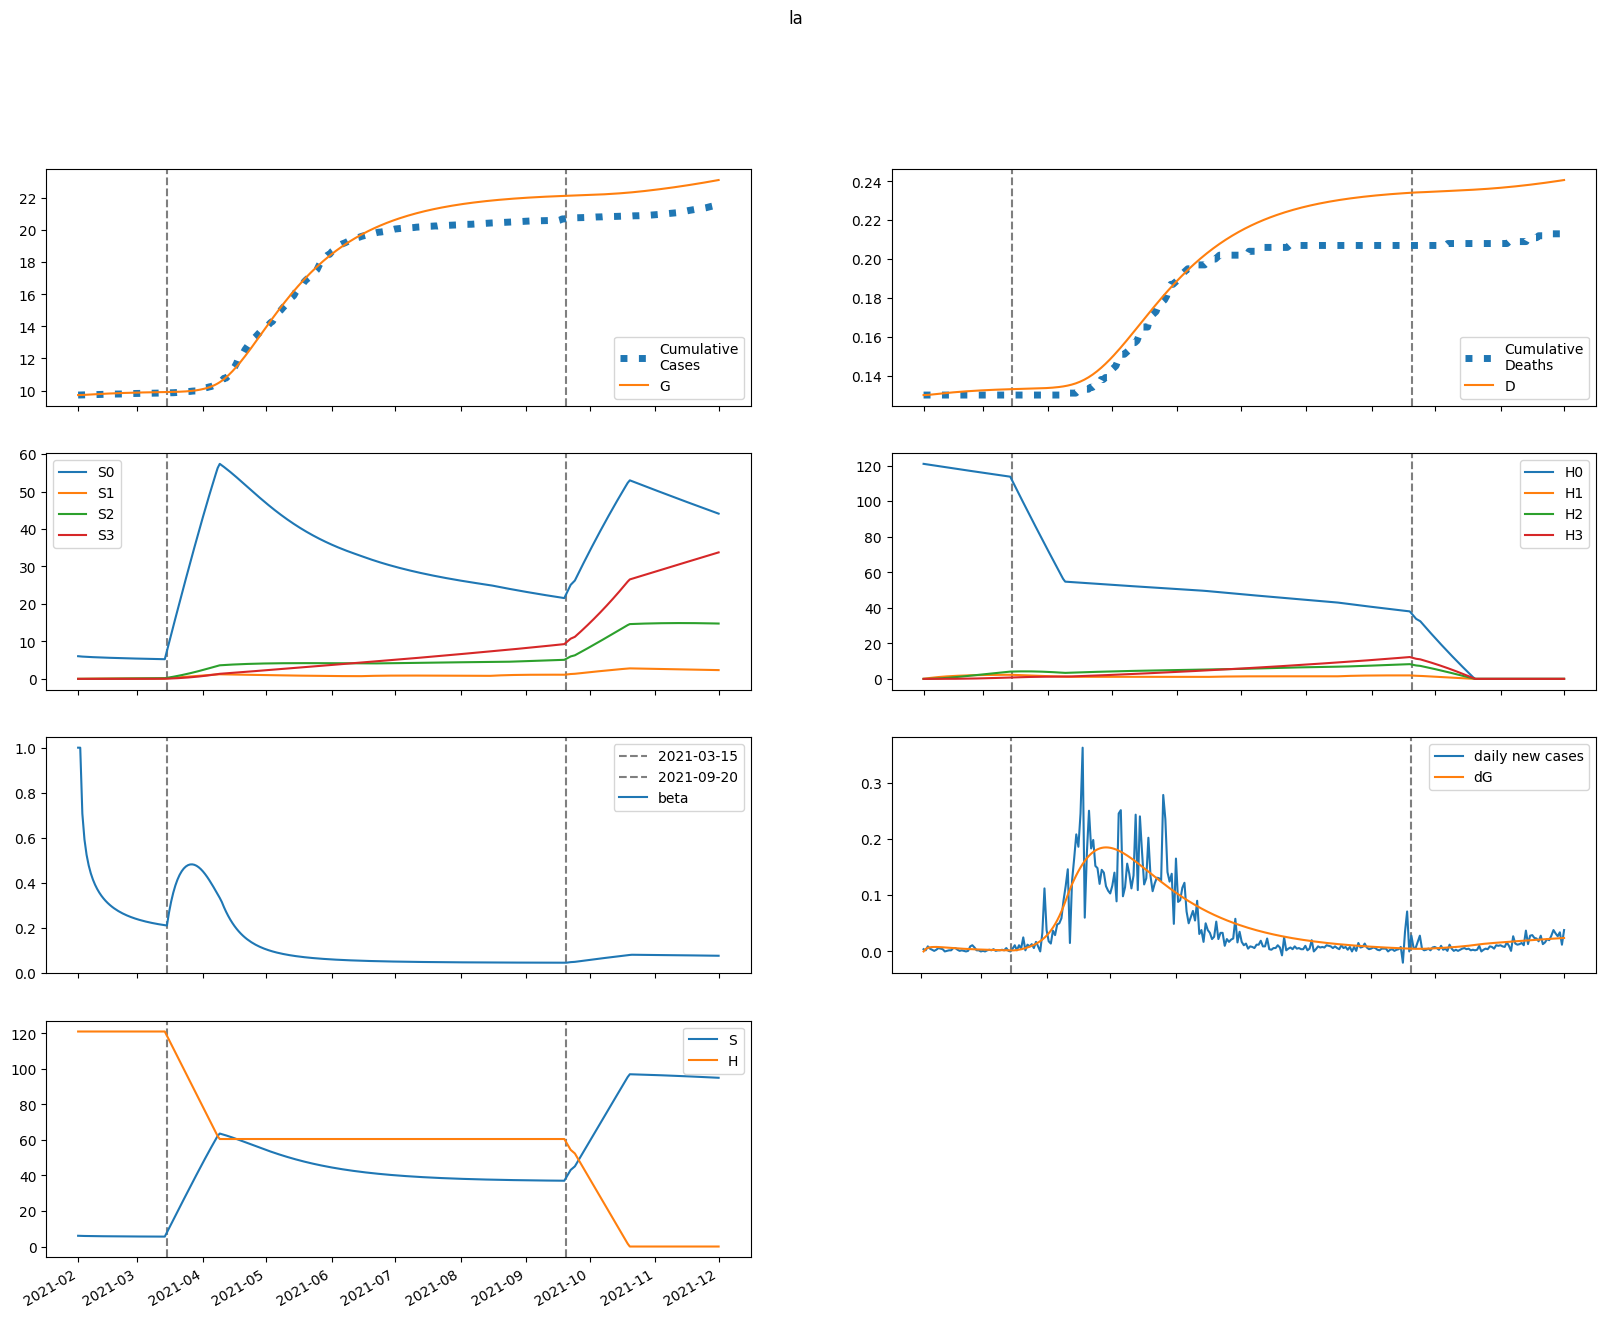 la
22
20
18
16
14
12
10
Cumulative
Cases
G
0.24
0.22
0.20
0.18
0.16
0.14
Cumulative
Deaths
D
60
50
40
30
20
10
0
S0
S1
S2
S3
120
100
80
60
40
20
0
H0
H1
H2
H3
1.0
0.8
0.6
0.4
0.2
0.0
2021-03-15
2021-09-20
beta
0.3
0.2
0.1
0.0
daily new cases
dG
120
100
80
60
40
20
0
S
H
2021-02
2021-03
2021-04
2021-05
2021-06
2021-07
2021-08
2021-09
2021-10
2021-11
2021-12